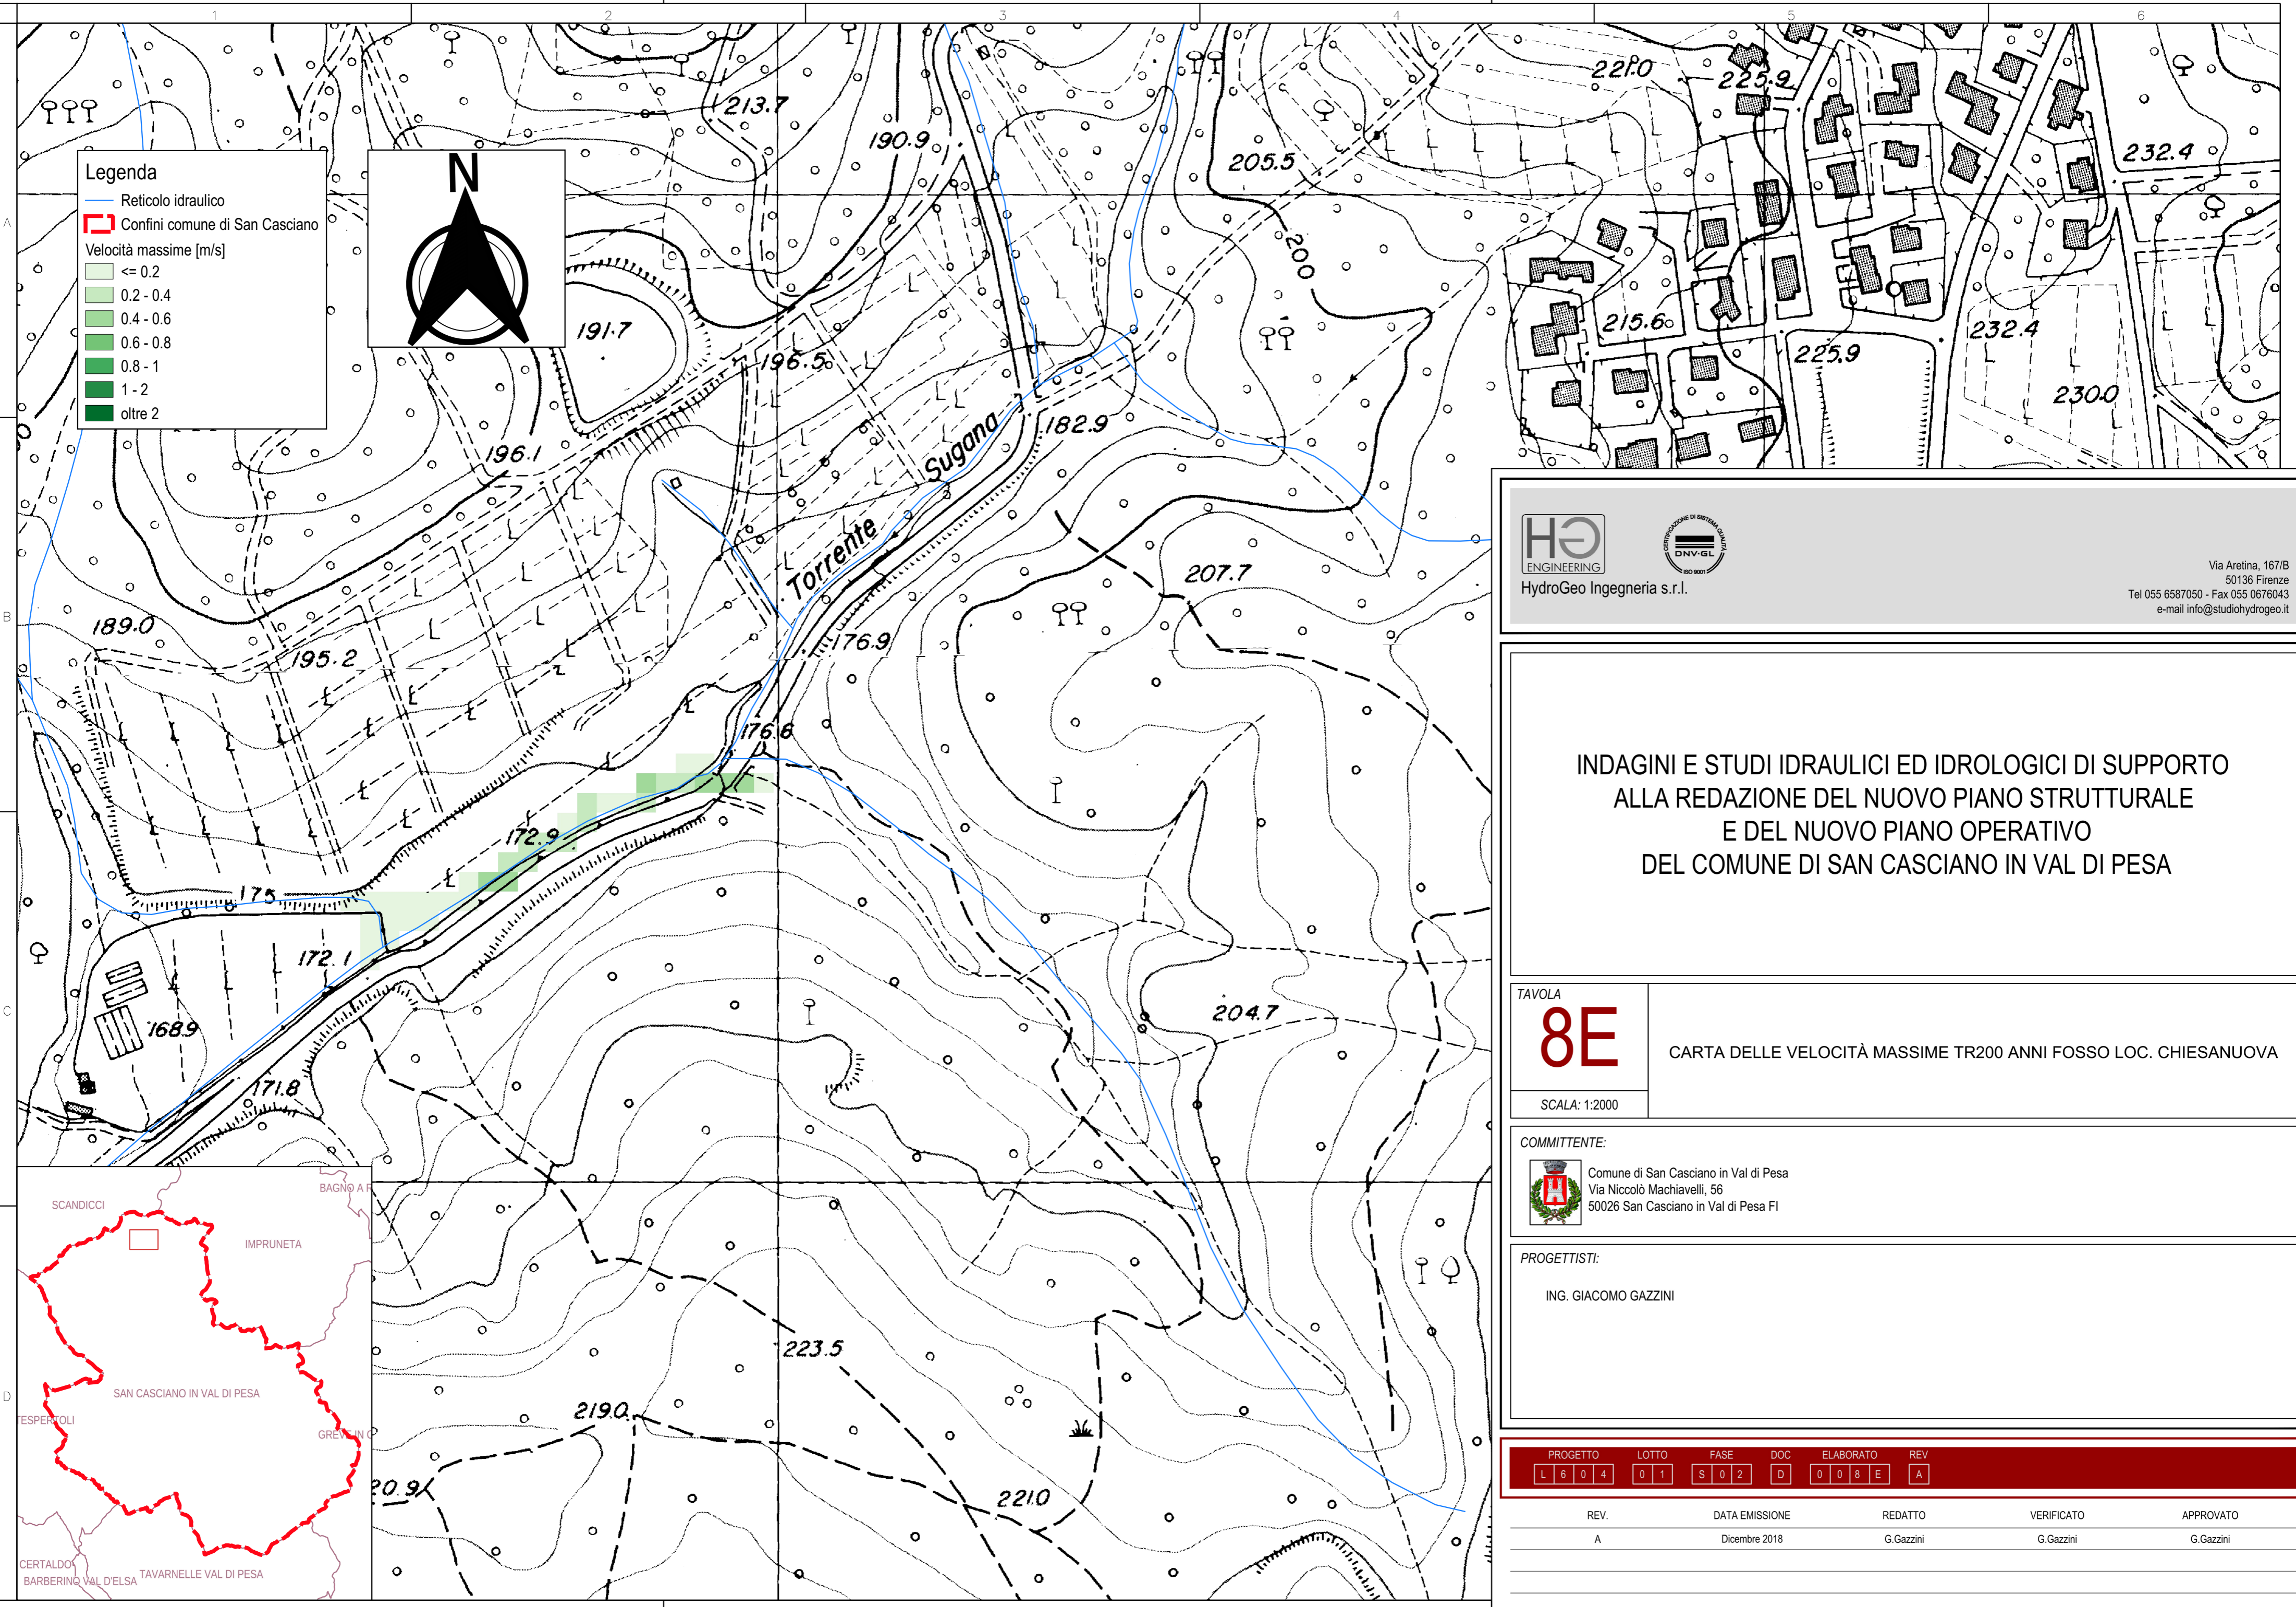 1 2 3 4 5 6
A
B
C
D
Legenda
Reticolo idraulico
Confini comune di San Casciano
Velocità massime [m/s]
<= 0.2
0.2 - 0.4
0.4 - 0.6
0.6 - 0.8
0.8 - 1
1 - 2
oltre 2
N
213.7
190.9
205.5
221.0
225.9
232.4
200
191.7
196.5
215.6
225.9
232.4
230.0
196.1
182.9
Torrente Sugana
207.7
189.0
195.2
176.9
176.6
172.9
175
172.1
168.9
171.8
204.7
223.5
219.0
20.9
221.0
SCANDICCI
BAGNO A R
IMPRUNETA
SAN CASCIANO IN VAL DI PESA
TESPERTOLI
GREVE IN C
CERTALDO
BARBERINO VAL D'ELSA
TAVARNELLE VAL DI PESA
HG
ENGINEERING
HydroGeo Ingegneria s.r.l.
CERTIFICAZIONE DI SISTEMA QUALITÀ
DNV·GL
ISO 9001
Via Aretina, 167/B
50136 Firenze
Tel 055 6587050 - Fax 055 0676043
e-mail info@studiohydrogeo.it
INDAGINI E STUDI IDRAULICI ED IDROLOGICI DI SUPPORTO
ALLA REDAZIONE DEL NUOVO PIANO STRUTTURALE
E DEL NUOVO PIANO OPERATIVO
DEL COMUNE DI SAN CASCIANO IN VAL DI PESA
TAVOLA
8E
SCALA: 1:2000
CARTA DELLE VELOCITÀ MASSIME TR200 ANNI FOSSO LOC. CHIESANUOVA
COMMITTENTE:
Comune di San Casciano in Val di Pesa
Via Niccolò Machiavelli, 56
50026 San Casciano in Val di Pesa FI
PROGETTISTI:
ING. GIACOMO GAZZINI
PROGETTO LOTTO FASE DOC ELABORATO REV
L 6 0 4 0 1 S 0 2 D 0 0 8 E A
REV. DATA EMISSIONE REDATTO VERIFICATO APPROVATO
A Dicembre 2018 G.Gazzini G.Gazzini G.Gazzini